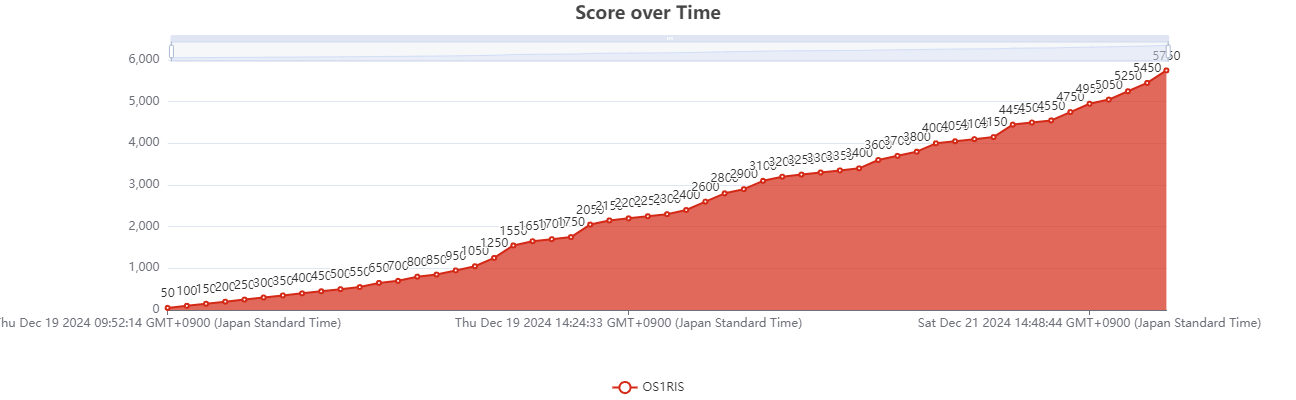 Score over Time
6,000
5,000
4,000
3,000
2,000
1,000
0
50 100 150 200 250 300 350 400 450 500 550 650 700 800 850 950 1050 1250 1550 1650 1700 1750 2050 2150 2200 2250 2300 2400 2600 2800 2900 3100 3200 3250 3300 3350 3400 3600 3700 3800 4000 4050 4100 4150 4450 4500 4550 4750 4950 5050 5250 5450 5750
Thu Dec 19 2024 09:52:14 GMT+0900 (Japan Standard Time) Thu Dec 19 2024 14:24:33 GMT+0900 (Japan Standard Time) Sat Dec 21 2024 14:48:44 GMT+0900 (Japan Standard Time)
OS1RIS